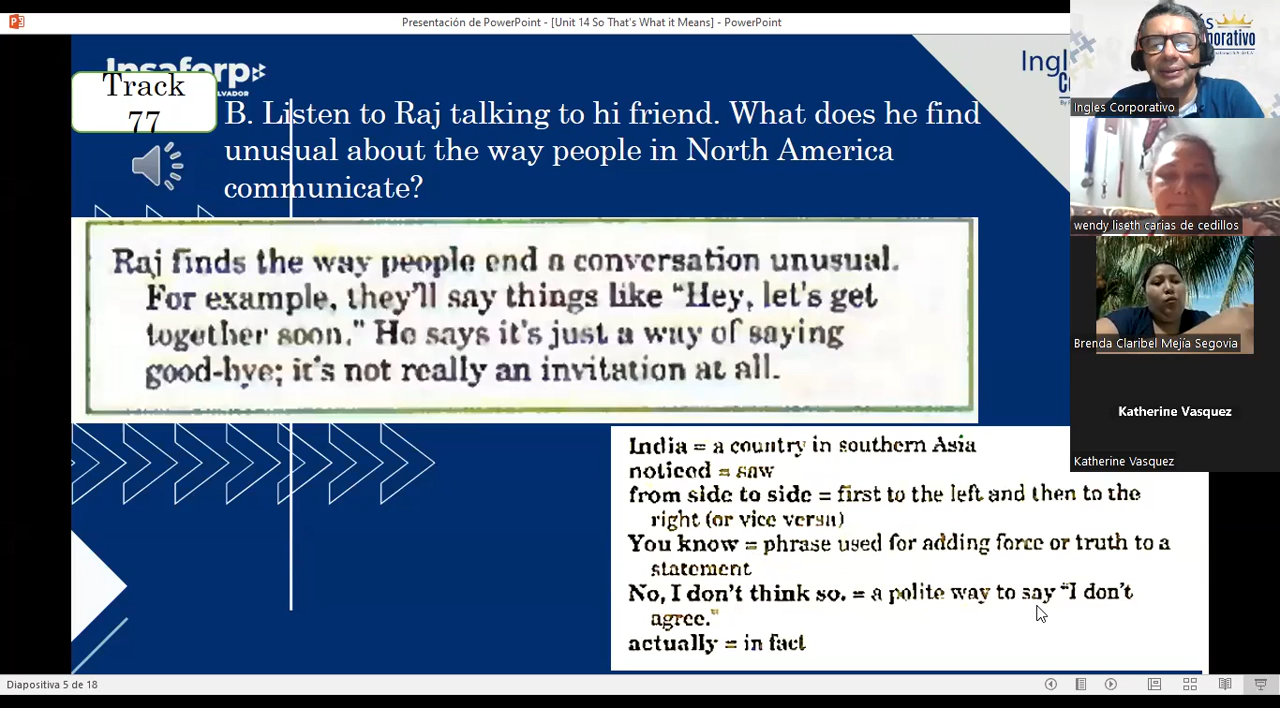 Presentación de PowerPoint - [Unit 14 So That's What it Means] - PowerPoint
Insaforp
Track
77
B. Listen to Raj talking to hi friend. What does he find
unusual about the way people in North America
communicate?
Raj finds the way people end a conversation unusual.
For example, they'll say things like "Hey, let's get
together soon." He says it's just a way of saying
good-bye; it's not really an invitation at all.
India = a country in southern Asia
noticed = saw
from side to side = first to the left and then to the
right (or vice versa)
You know = phrase used for adding force or truth to a
statement
No, I don't think so. = a polite way to say "I don't
agree."
actually = in fact
Ingles Corporativo
wendy liseth carias de cedillos
Brenda Claribel Mejía Segovia
Katherine Vasquez
Katherine Vasquez
Diapositiva 5 de 18